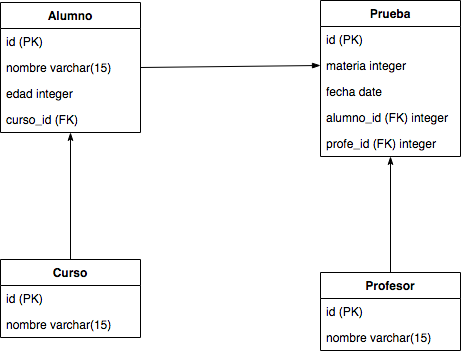 Alumno
id (PK)
nombre varchar(15)
edad integer
curso_id (FK)
Prueba
id (PK)
materia integer
fecha date
alumno_id (FK) integer
profe_id (FK) integer
Curso
id (PK)
nombre varchar(15)
Profesor
id (PK)
nombre varchar(15)